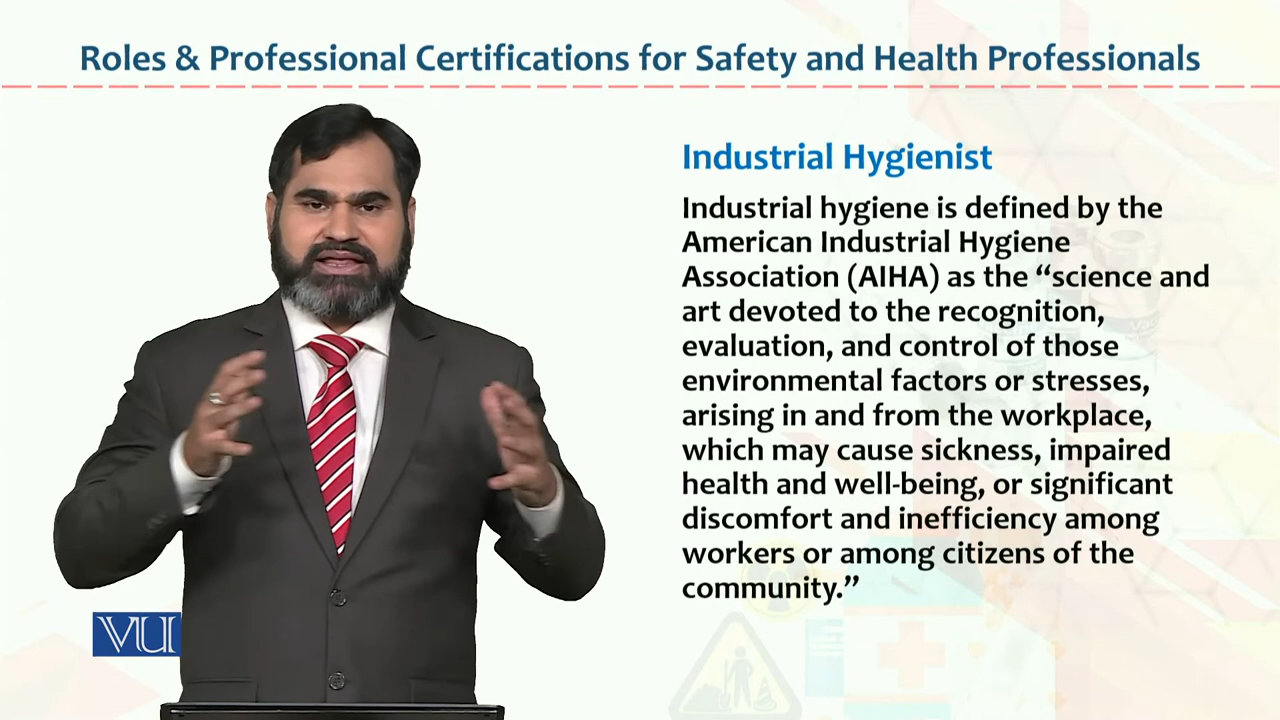 Roles & Professional Certifications for Safety and Health Professionals
Industrial Hygienist
Industrial hygiene is defined by the
American Industrial Hygiene
Association (AIHA) as the “science and
art devoted to the recognition,
evaluation, and control of those
environmental factors or stresses,
arising in and from the workplace,
which may cause sickness, impaired
health and well-being, or significant
discomfort and inefficiency among
workers or among citizens of the
community.”
VU